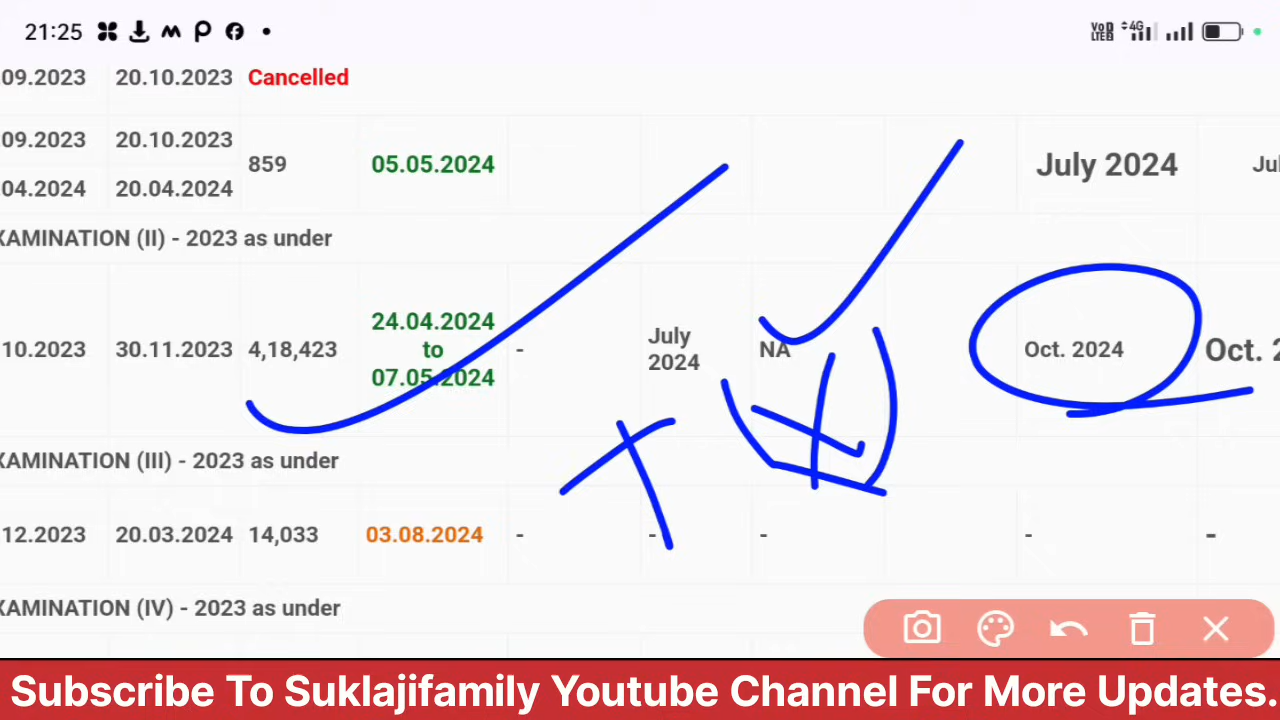 21:25 VoD LTEB 4G
09.2023 20.10.2023 Cancelled
09.2023 20.10.2023
859 05.05.2024 July 2024 Jul
04.2024 20.04.2024
XAMINATION (II) - 2023 as under
10.2023 30.11.2023 4,18,423 24.04.2024 to 07.05.2024 - July 2024 NA Oct. 2024 Oct. 2
XAMINATION (III) - 2023 as under
12.2023 20.03.2024 14,033 03.08.2024 - - - - -
XAMINATION (IV) - 2023 as under
Subscribe To Suklajifamily Youtube Channel For More Updates.